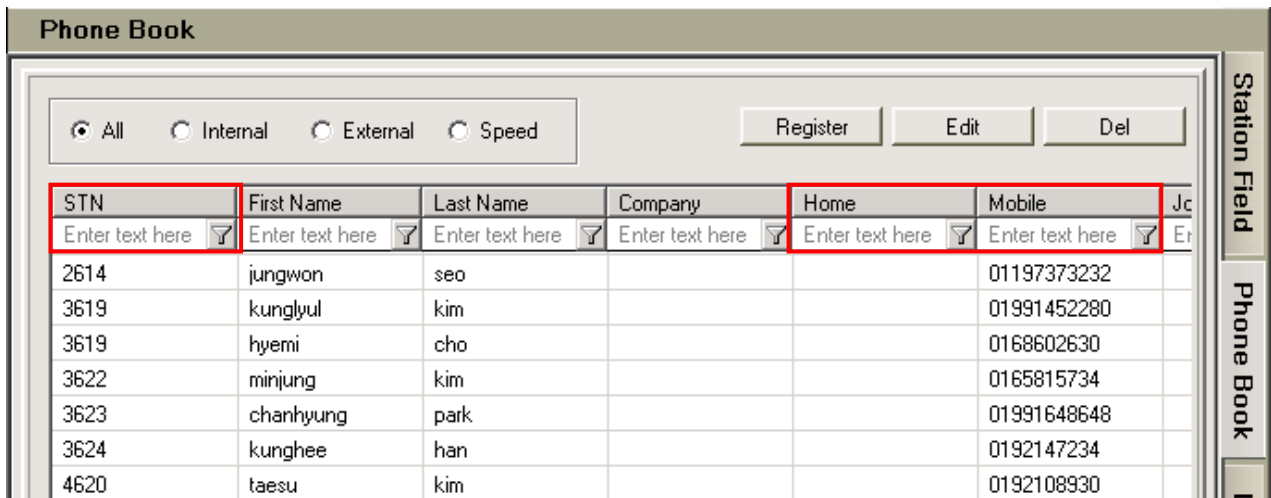 Phone Book
All Internal External Speed Register Edit Del
STN First Name Last Name Company Home Mobile
Enter text here Enter text here Enter text here Enter text here Enter text here Enter text here
2614 jungwon seo 01197373232
3619 kunglyul kim 01991452280
3619 hyemi cho 0168602630
3622 minjung kim 0165815734
3623 chanhyung park 01991648648
3624 kunghee han 0192147234
4620 taesu kim 0192108930
Station Field
Phone Book